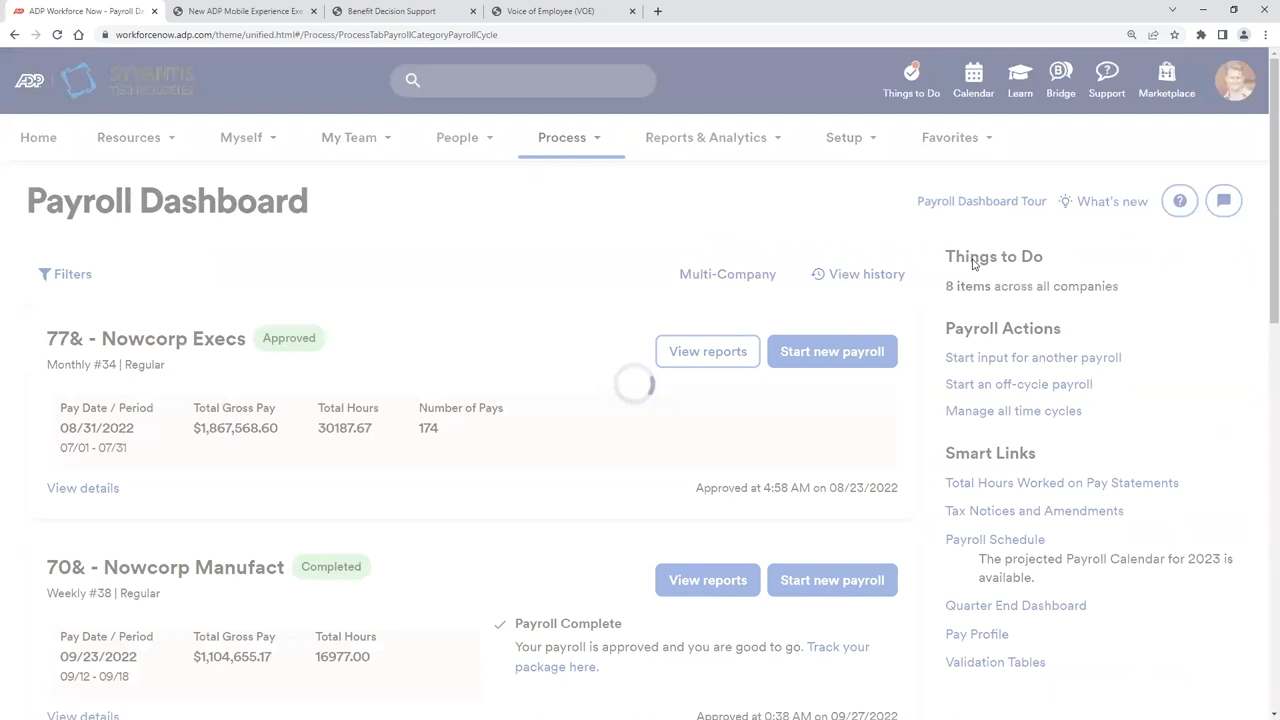 ADP Workforce Now - Payroll Da
New ADP Mobile Experience Exe
Benefit Decision Support
Voice of Employee (VOE)
workforcenow.adp.com/theme/unified.html#/Process/ProcessTabPayrollCategoryPayrollCycle
ADP
SYVANTIS
TECHNOLOGIES
Things to Do
Calendar
Learn
Bridge
Support
Marketplace
Home
Resources
Myself
My Team
People
Process
Reports & Analytics
Setup
Favorites
Payroll Dashboard
Payroll Dashboard Tour
What's new
Filters
Multi-Company
View history
77& - Nowcorp Execs
Approved
Monthly #34 | Regular
View reports
Start new payroll
Pay Date / Period
Total Gross Pay
Total Hours
Number of Pays
08/31/2022
$1,867,568.60
30187.67
174
07/01 - 07/31
View details
Approved at 4:58 AM on 08/23/2022
70& - Nowcorp Manufact
Completed
Weekly #38 | Regular
View reports
Start new payroll
Pay Date / Period
Total Gross Pay
Total Hours
09/23/2022
$1,104,655.17
16977.00
09/12 - 09/18
Payroll Complete
Your payroll is approved and you are good to go. Track your
package here.
View details
Approved at 0:38 AM on 09/27/2022
Things to Do
8 items across all companies
Payroll Actions
Start input for another payroll
Start an off-cycle payroll
Manage all time cycles
Smart Links
Total Hours Worked on Pay Statements
Tax Notices and Amendments
Payroll Schedule
The projected Payroll Calendar for 2023 is
available.
Quarter End Dashboard
Pay Profile
Validation Tables